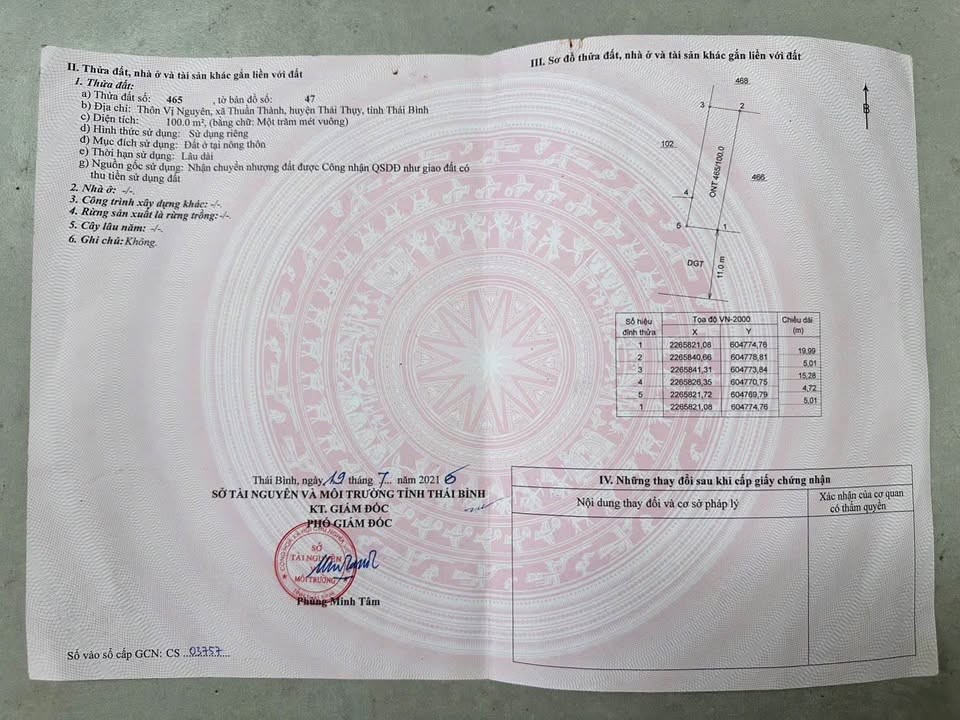 II. Thửa đất, nhà ở và tài sản khác gắn liền với đất
1. Thửa đất:
a) Thửa đất số: 465 , tờ bản đồ số: 47
b) Địa chỉ: Thôn Vị Nguyên, xã Thuần Thành, huyện Thái Thụy, tỉnh Thái Bình
c) Diện tích: 100.0 m², (bằng chữ: Một trăm mét vuông)
d) Hình thức sử dụng: Sử dụng riêng
đ) Mục đích sử dụng: Đất ở tại nông thôn
e) Thời hạn sử dụng: Lâu dài
g) Nguồn gốc sử dụng: Nhận chuyển nhượng đất được Công nhận QSDĐ như giao đất có
thu tiền sử dụng đất
2. Nhà ở: -/-.
3. Công trình xây dựng khác: -/-.
4. Rừng sản xuất là rừng trồng: -/-.
5. Cây lâu năm: -/-.
6. Ghi chú: Không.
Thái Bình, ngày 19 tháng 7 năm 2021 6
SỞ TÀI NGUYÊN VÀ MÔI TRƯỜNG TỈNH THÁI BÌNH
KT. GIÁM ĐỐC
PHÓ GIÁM ĐỐC
SỞ
TÀI NGUYÊN
MÔI TRƯỜNG
Phùng Minh Tâm
Số vào sổ cấp GCN: CS 03757
III. Sơ đồ thửa đất, nhà ở và tài sản khác gắn liền với đất
468
3 2
B
102
ONT 465/100.0
466
4
5 1
DGT
11.0 m
Số hiệu đỉnh thửa Tọa độ VN-2000 Chiều dài (m)
X Y
1 2265821,08 604774,76
19,99
2 2265840,66 604778,81
5,01
3 2265841,31 604773,84
15,28
4 2265826,35 604770,75
4,72
5 2265821,72 604769,79
5,01
1 2265821,08 604774,76
IV. Những thay đổi sau khi cấp giấy chứng nhận
Nội dung thay đổi và cơ sở pháp lý
Xác nhận của cơ quan
có thẩm quyền